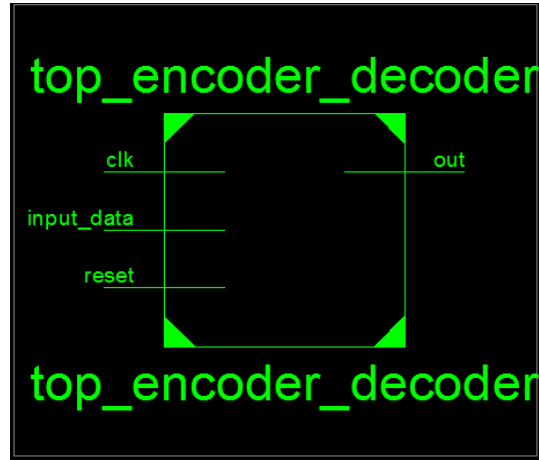 top_encoder_decoder
clk
out
input_data
reset
top_encoder_decoder